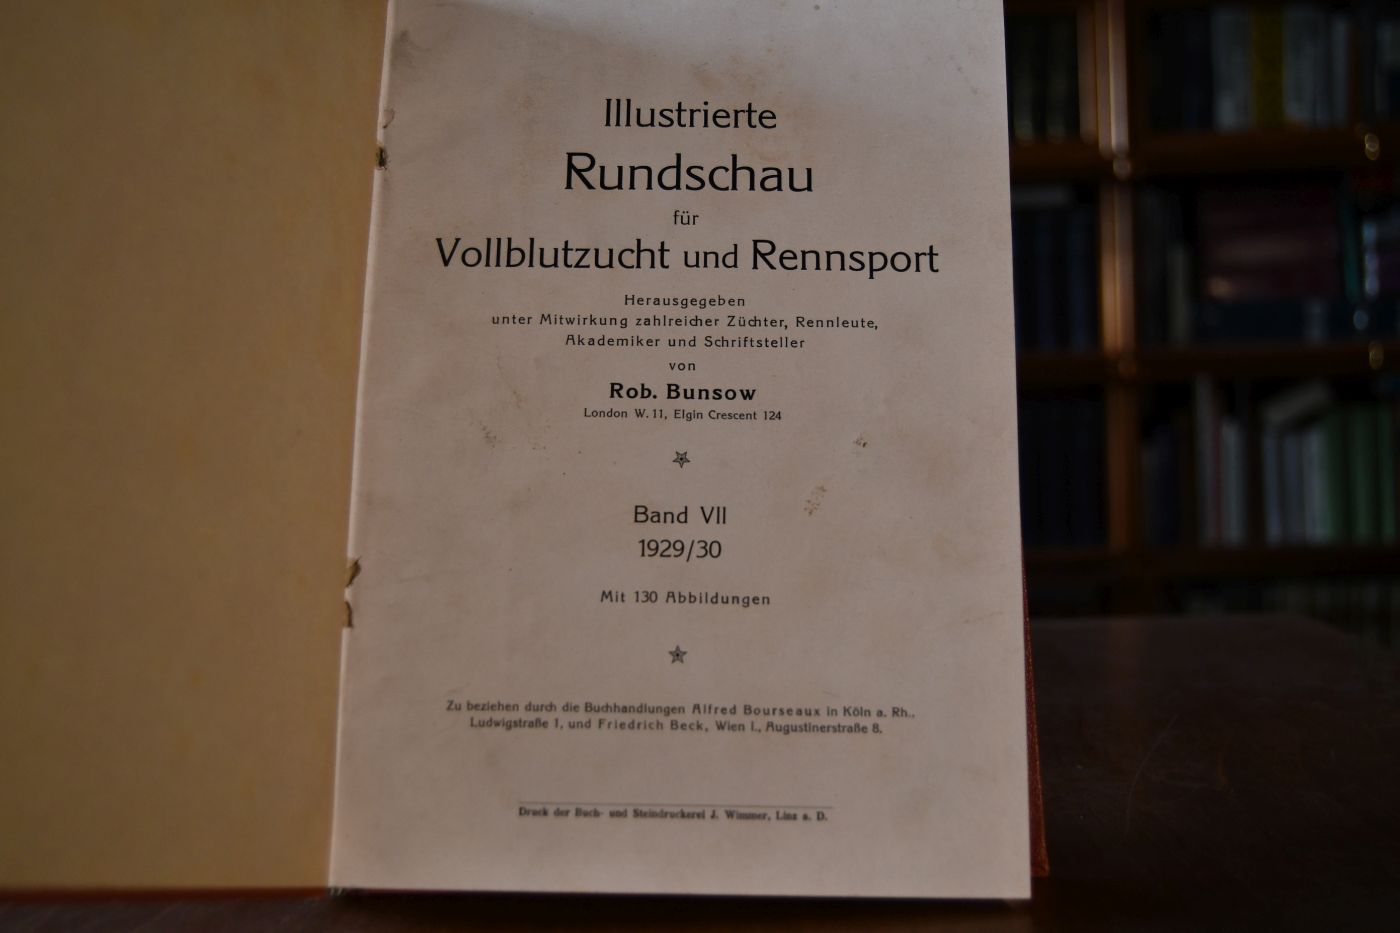 Illustrierte
Rundschau
für
Vollblutzucht und Rennsport
Herausgegeben
unter Mitwirkung zahlreicher Züchter, Rennleute,
Akademiker und Schriftsteller
von
Rob. Bunsow
London W. 11, Elgin Crescent 124
Band VII
1929/30
Mit 130 Abbildungen
Zu beziehen durch die Buchhandlungen Alfred Bourseaux in Köln a. Rh.,
Ludwigstraße 1, und Friedrich Beck, Wien I., Augustinerstraße 8.
Druck der Buch- und Steindruckerei J. Wimmer, Linz a. D.